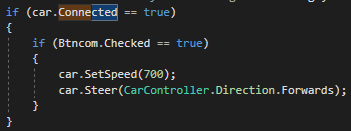 if (car.Connected == true)
{
if (Btncom.Checked == true)
{
car.SetSpeed(700);
car.Steer(CarController.Direction.Forwards);
}
}